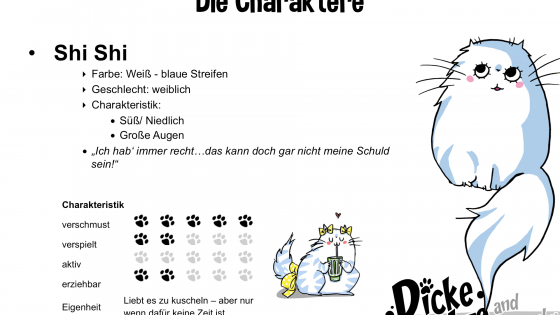 Die Charaktere
• Shi Shi
Farbe: Weiß - blaue Streifen
Geschlecht: weiblich
Charakteristik:
• Süß/ Niedlich
• Große Augen
• „Ich hab‘ immer recht…das kann doch gar nicht meine Schuld
sein!“
Charakteristik
verschmust
verspielt
aktiv
erziehbar
Eigenheit
Liebt es zu kuscheln – aber nur
wenn dafür keine Zeit ist
Dicke
and